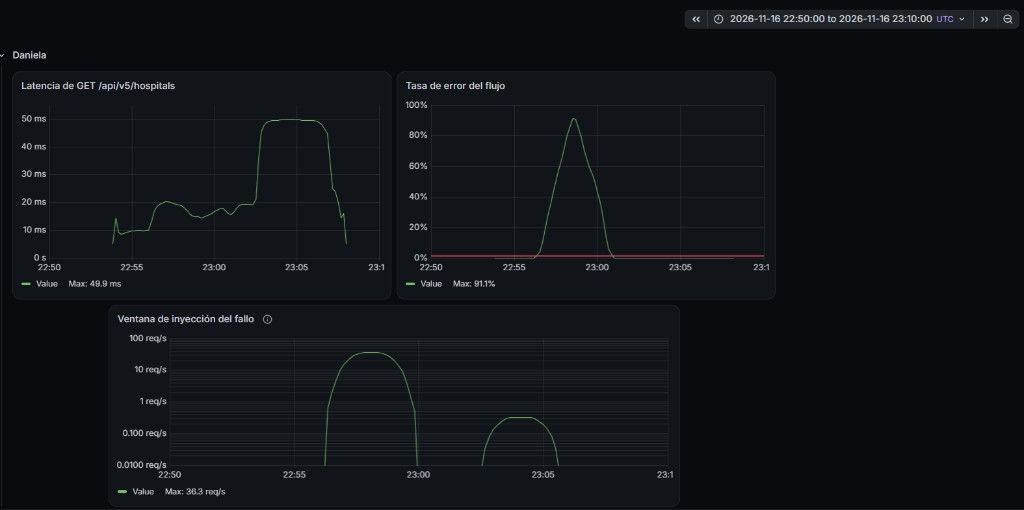 2026-11-16 22:50:00 to 2026-11-16 23:10:00 UTC
Daniela
Latencia de GET /api/v5/hospitals
50 ms
40 ms
30 ms
20 ms
10 ms
0 s
22:50 22:55 23:00 23:05 23:1
Value Max: 49.9 ms
Tasa de error del flujo
100%
80%
60%
40%
20%
0%
22:50 22:55 23:00 23:05 23:1
Value Max: 91.1%
Ventana de inyección del fallo
100 req/s
10 req/s
1 req/s
0.100 req/s
0.0100 req/s
22:50 22:55 23:00 23:05 23:1
Value Max: 36.3 req/s